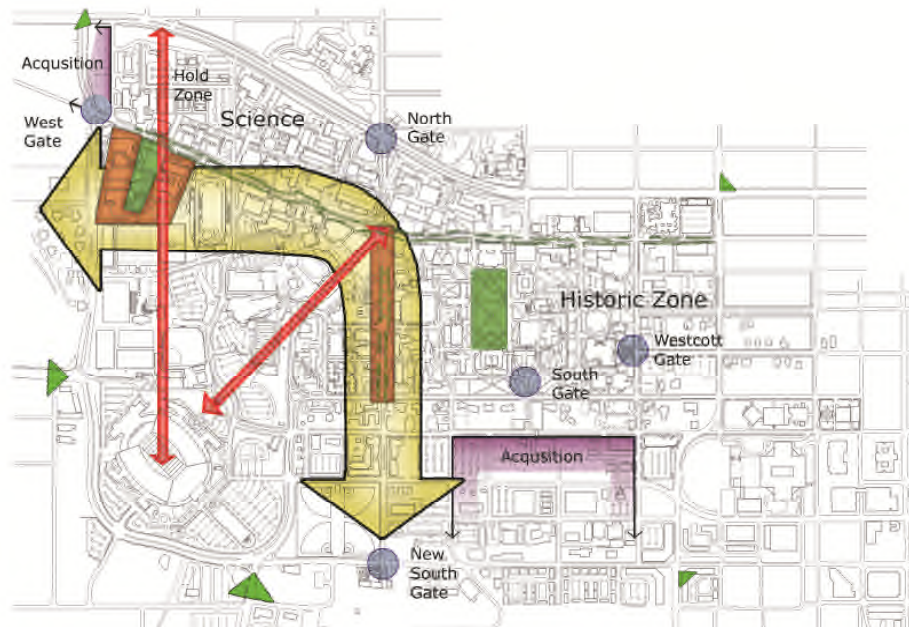 Acqusition
Hold
Zone
West
Gate
Science
North
Gate
Historic Zone
Westcott
Gate
South
Gate
Acqusition
New
South
Gate